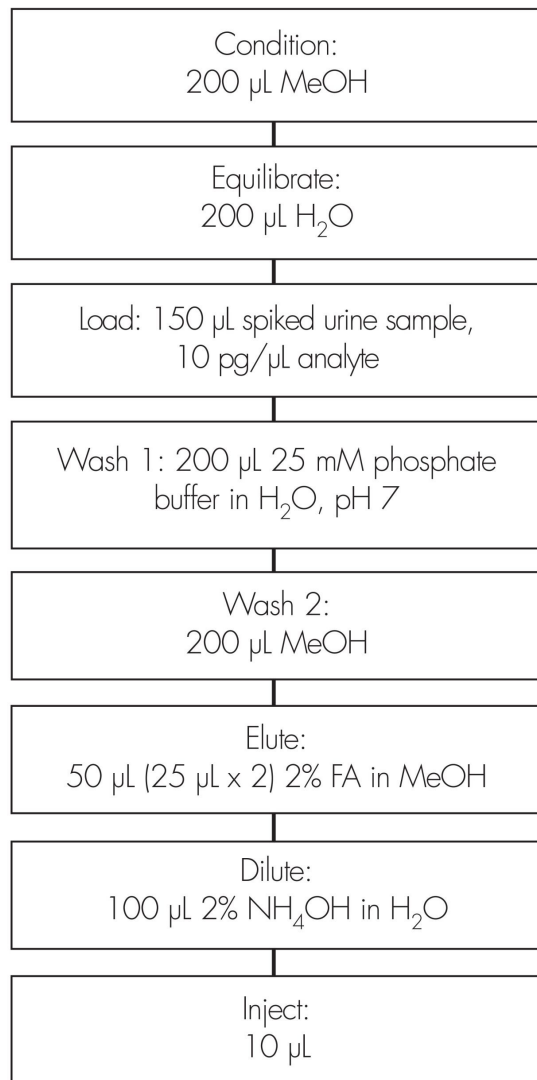 Condition:
200 µL MeOH
Equilibrate:
200 µL H₂O
Load: 150 µL spiked urine sample,
10 pg/µL analyte
Wash 1: 200 µL 25 mM phosphate
buffer in H₂O, pH 7
Wash 2:
200 µL MeOH
Elute:
50 µL (25 µL x 2) 2% FA in MeOH
Dilute:
100 µL 2% NH₄OH in H₂O
Inject:
10 µL